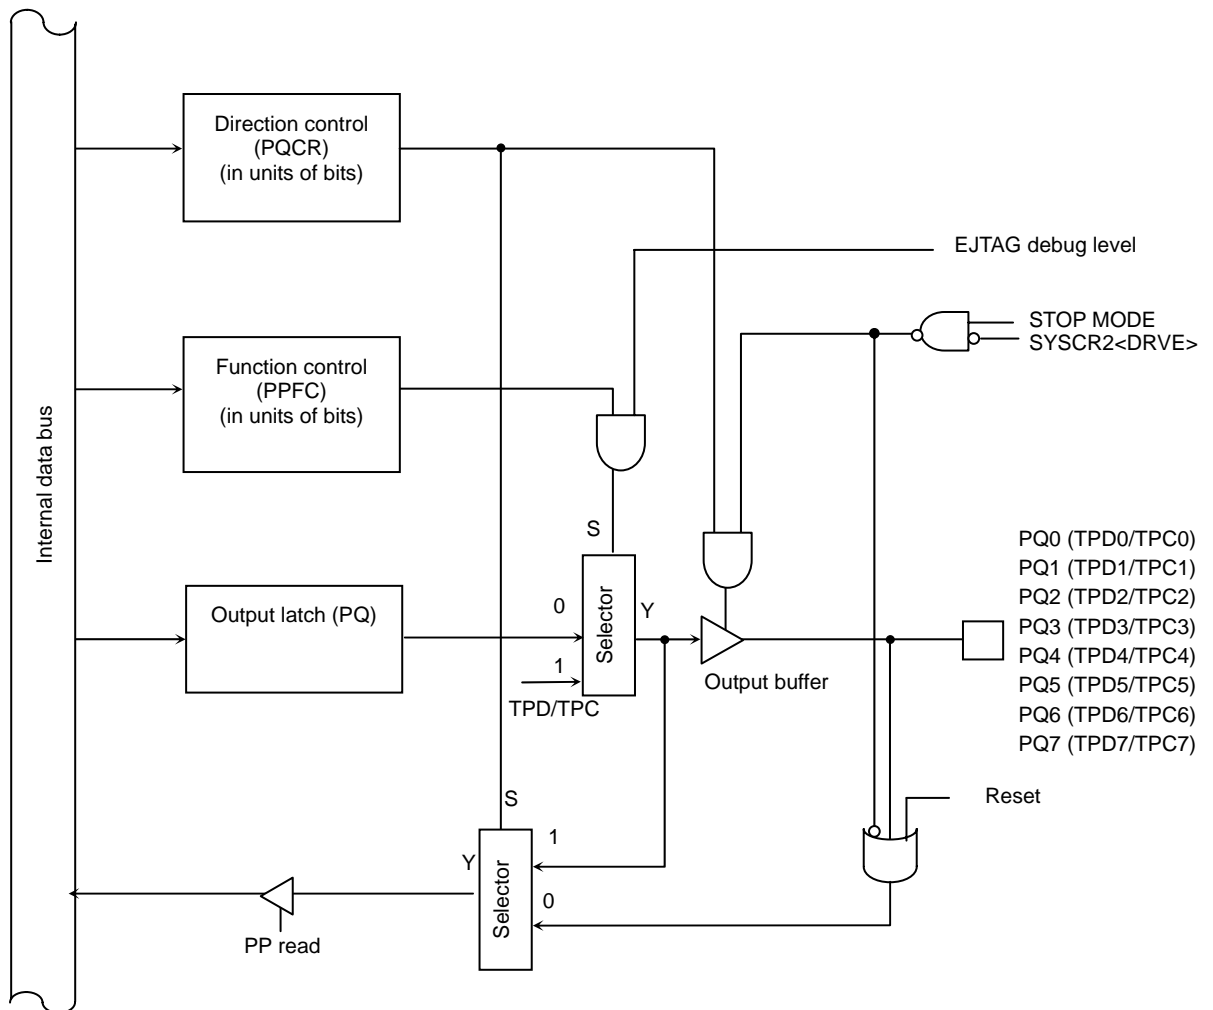 Direction control
(PQCR)
(in units of bits)
EJTAG debug level
STOP MODE
SYSCR2<DRVE>
Function control
(PPFC)
(in units of bits)
Internal data bus
S
Output latch (PQ)
0
Selector
Y
1
TPD/TPC
Output buffer
PQ0 (TPD0/TPC0)
PQ1 (TPD1/TPC1)
PQ2 (TPD2/TPC2)
PQ3 (TPD3/TPC3)
PQ4 (TPD4/TPC4)
PQ5 (TPD5/TPC5)
PQ6 (TPD6/TPC6)
PQ7 (TPD7/TPC7)
Reset
S
1
Y
Selector
0
PP read